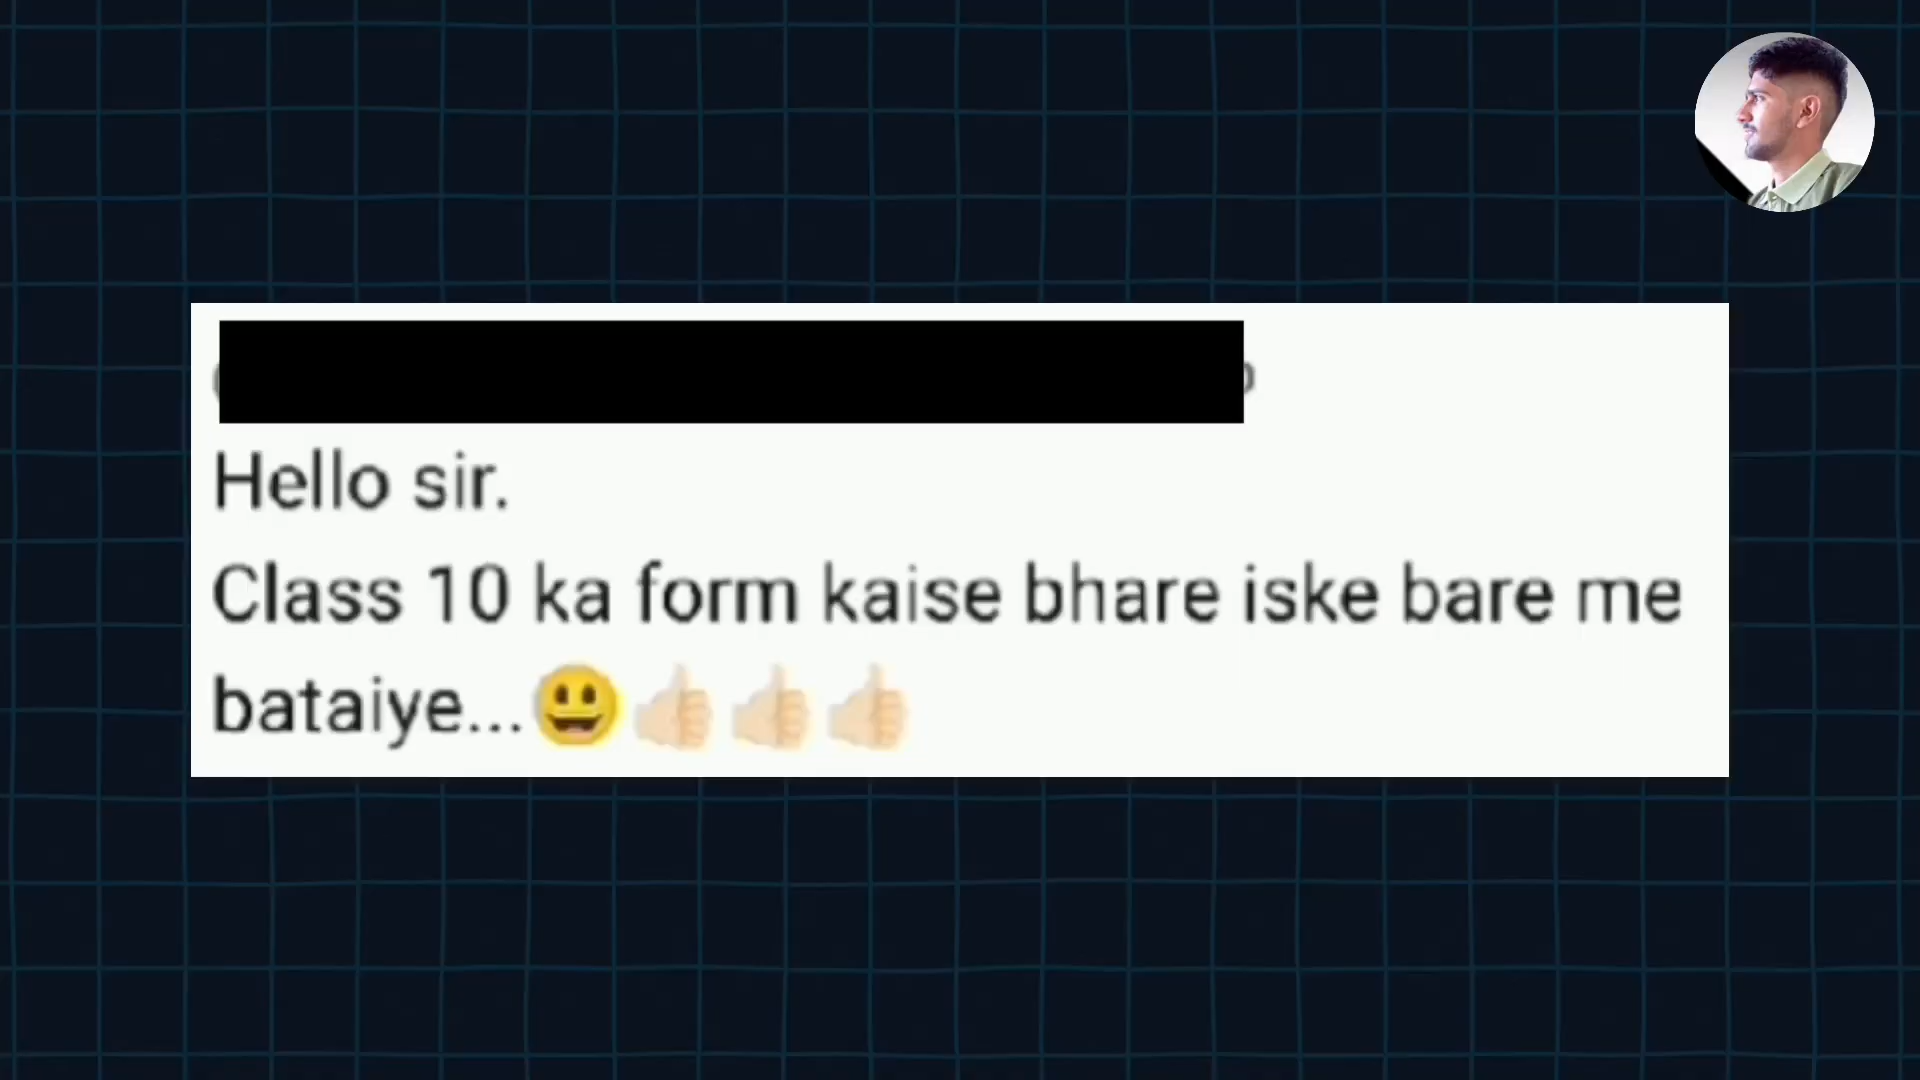 Hello sir.
Class 10 ka form kaise bhare iske bare me
bataiye...😃👍🏻👍🏻👍🏻